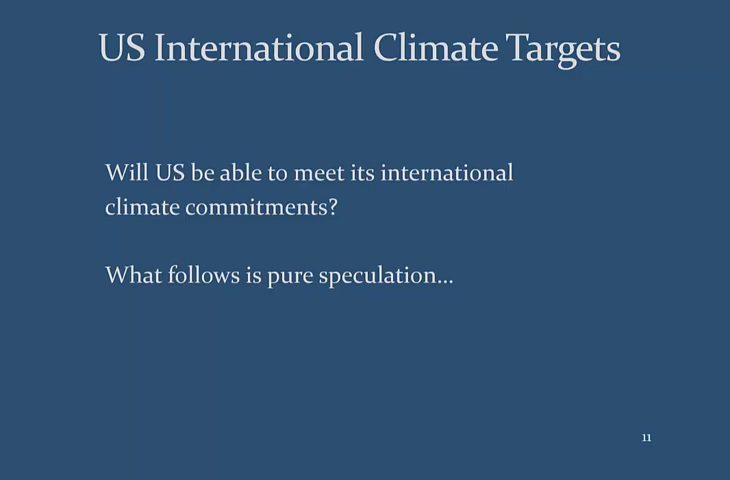 US International Climate Targets
Will US be able to meet its international
climate commitments?
What follows is pure speculation...
11